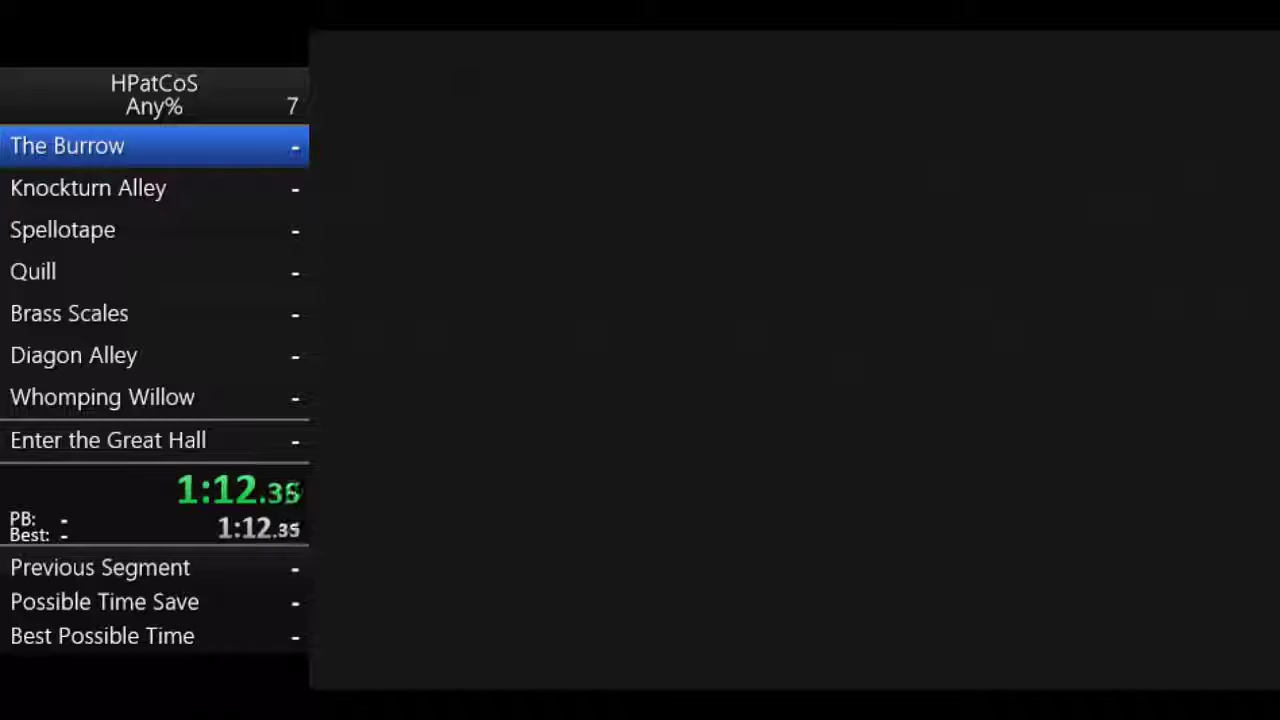 HPatCoS
Any% 7
The Burrow -
Knockturn Alley -
Spellotape -
Quill -
Brass Scales -
Diagon Alley -
Whomping Willow -
Enter the Great Hall -
1:12.35
PB: -
Best: - 1:12.35
Previous Segment -
Possible Time Save -
Best Possible Time -